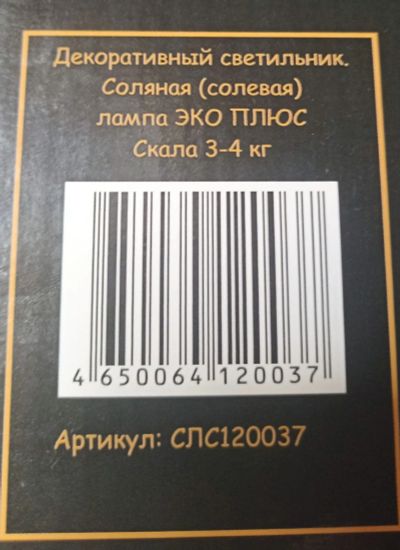 Декоративный светильник.
Соляная (солевая)
лампа ЭКО ПЛЮС
Скала 3-4 кг
4 650064 120037
Артикул: СЛС120037